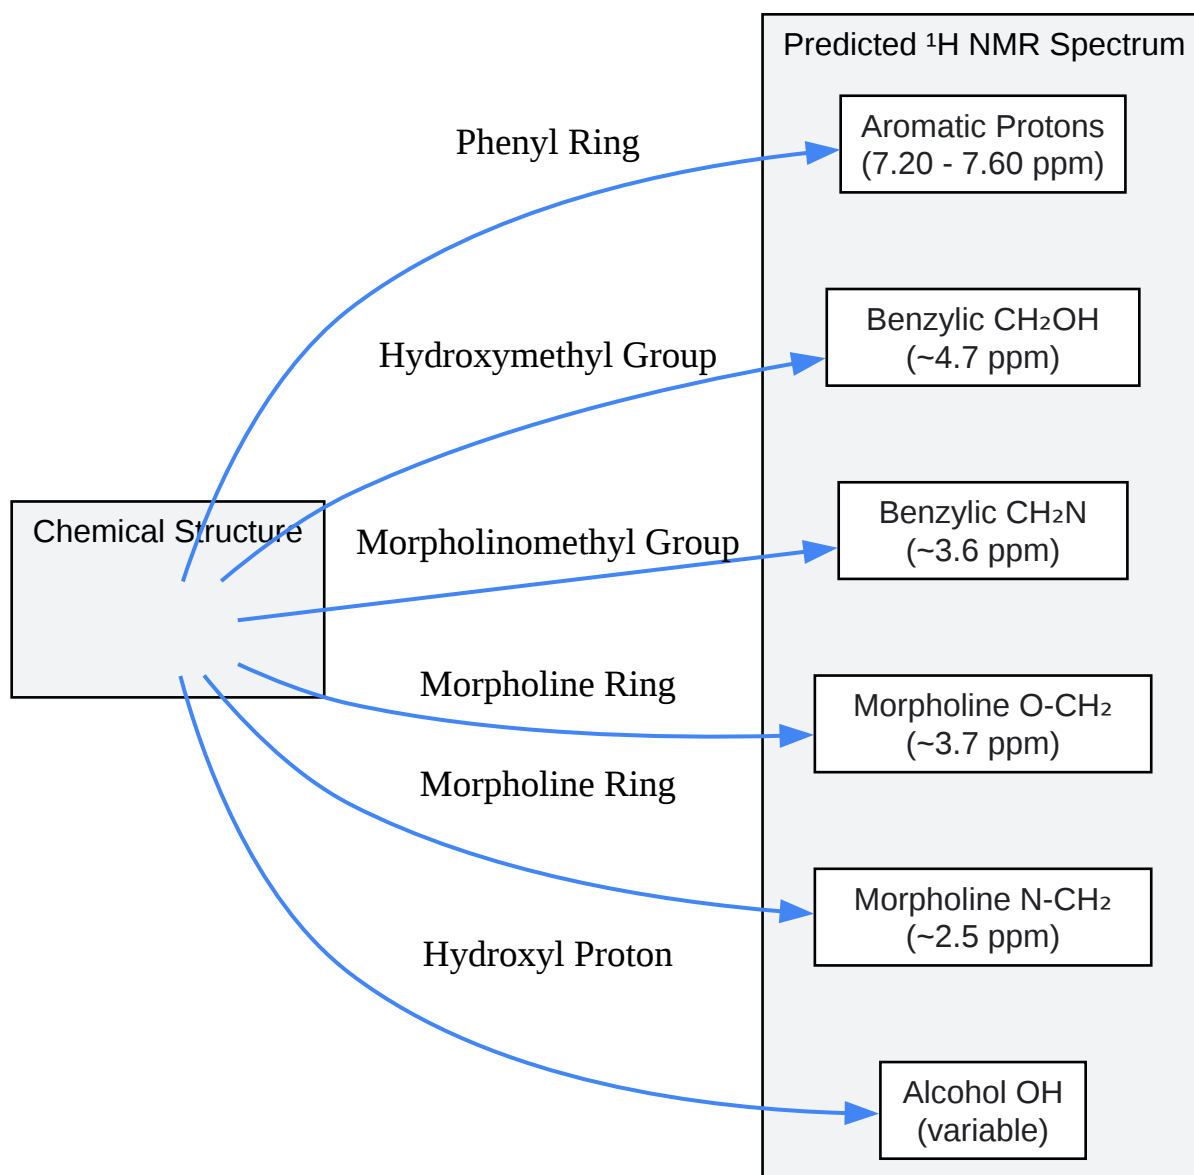 Predicted ¹H NMR Spectrum
Aromatic Protons
(7.20 - 7.60 ppm)
Phenyl Ring
Benzylic CH₂OH
(~4.7 ppm)
Hydroxymethyl Group
Chemical Structure
Benzylic CH₂N
(~3.6 ppm)
Morpholinomethyl Group
Morpholine Ring
Morpholine O-CH₂
(~3.7 ppm)
Morpholine Ring
Morpholine N-CH₂
(~2.5 ppm)
Hydroxyl Proton
Alcohol OH
(variable)